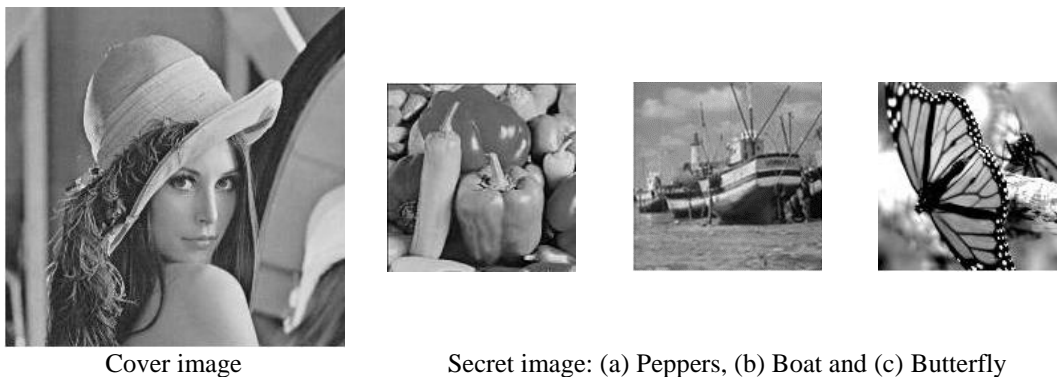 Cover image
Secret image: (a) Peppers, (b) Boat and (c) Butterfly